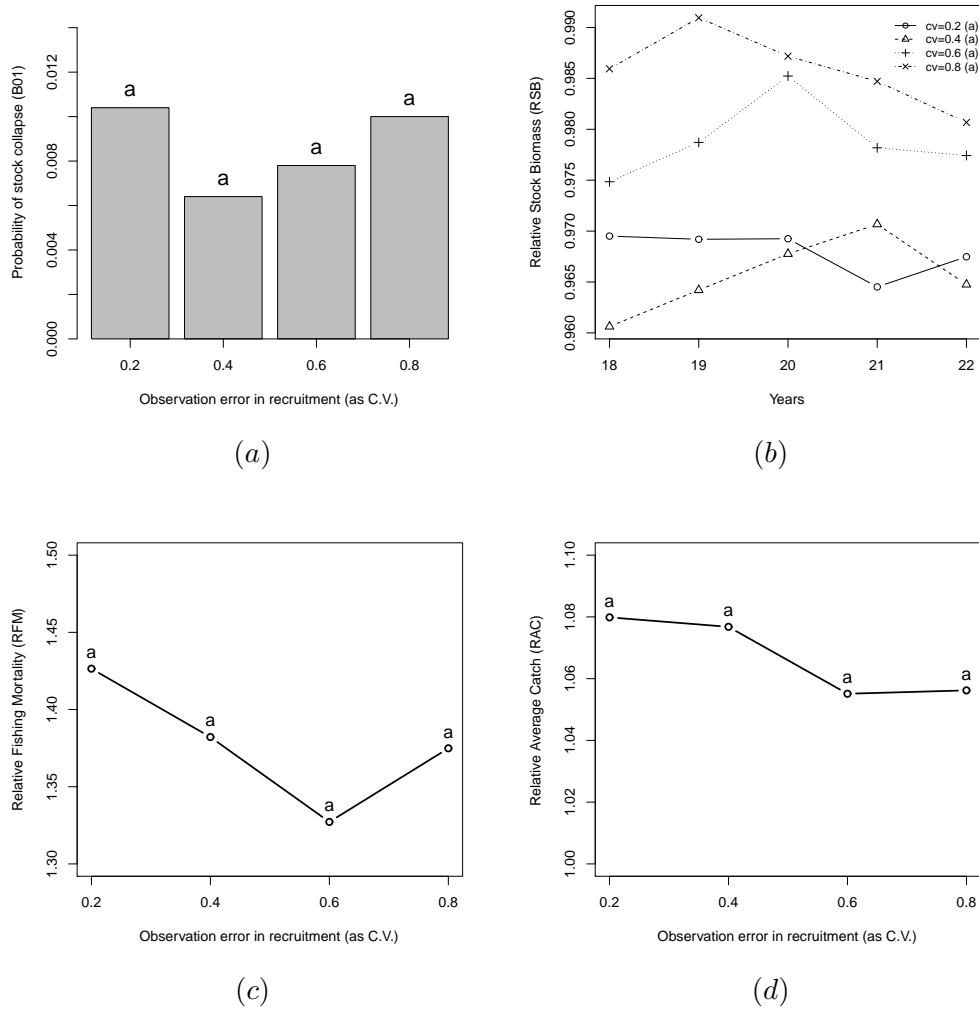 Probability of stock collapse (B01)
0.000
0.004
0.008
0.012
a
a
a
a
0.2 0.4 0.6 0.8
Observation error in recruitment (as C.V.)
(a)
Relative Stock Biomass (RSB)
0.960
0.965
0.970
0.975
0.980
0.985
0.990
cv=0.2 (a)
cv=0.4 (a)
cv=0.6 (a)
cv=0.8 (a)
18 19 20 21 22
Years
(b)
Relative Fishing Mortality (RFM)
1.30
1.35
1.40
1.45
1.50
a
a
a
a
0.2 0.4 0.6 0.8
Observation error in recruitment (as C.V.)
(c)
Relative Average Catch (RAC)
1.00
1.02
1.04
1.06
1.08
1.10
a
a
a
a
0.2 0.4 0.6 0.8
Observation error in recruitment (as C.V.)
(d)